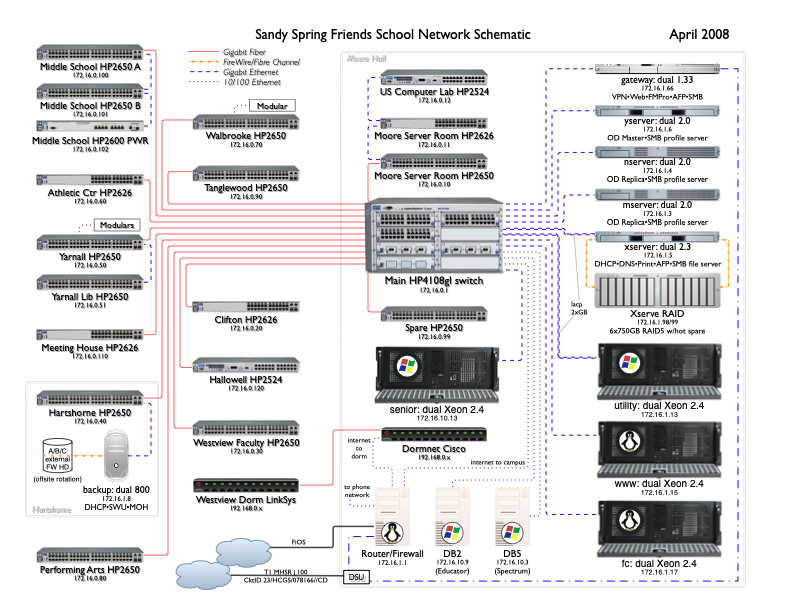 Sandy Spring Friends School Network Schematic
April 2008
Gigabit Fiber
FireWire/Fibre Channel
Gigabit Ethernet
10/100 Ethernet
Middle School HP2650 A
172.16.0.100
Middle School HP2650 B
172.16.0.101
Middle School HP2600 PWR
172.16.0.102
Athletic Ctr HP2626
172.16.0.60
Modulars
Yarnall HP2650
172.16.0.50
Yarnall Lib HP2650
172.16.0.51
Meeting House HP2626
172.16.0.110
Hartshorne HP2650
172.16.0.40
A/B/C
external
FW HD
(offsite rotation)
backup: dual 800
172.16.1.8
DHCP•SWU•MOH
Hartshorne
Performing Arts HP2650
172.16.0.80
Modular
Walbrooke HP2650
172.16.0.70
Tanglewood HP2650
172.16.0.90
Clifton HP2626
172.16.0.20
Hallowell HP2524
172.16.0.120
Westview Faculty HP2650
172.16.0.30
Westview Dorm LinkSys
192.168.0.x
FiOS
T1 MHSR j.100
CktID 23/HCGS/078166//CD
DSU
Moore Hall
US Computer Lab HP2524
172.16.0.12
Moore Server Room HP2626
172.16.0.11
Moore Server Room HP2650
172.16.0.10
Main HP4108gl switch
172.16.0.1
Spare HP2650
172.16.0.99
senior: dual Xeon 2.4
172.16.10.13
internet
to
dorm
Dormnet Cisco
192.168.0.x
internet to campus
to phone
network
Router/Firewall
172.16.1.1
DB2
172.16.10.9
(Educator)
DB5
172.16.10.3
(Spectrum)
gateway: dual 1.33
172.16.1.66
VPN•Web•FMPro•AFP•SMB
yserver: dual 2.0
172.16.1.6
OD Master•SMB profile server
nserver: dual 2.0
172.16.1.4
OD Replica•SMB profile server
mserver: dual 2.0
172.16.1.3
OD Replica•SMB profile server
xserver: dual 2.3
172.16.1.5
DHCP•DNS•Print•AFP•SMB file server
lacp
2xGB
Xserve RAID
172.16.1.98/99
6x750GB RAID5 w/hot spare
utility: dual Xeon 2.4
172.16.1.13
www: dual Xeon 2.4
172.16.1.15
fc: dual Xeon 2.4
172.16.1.17